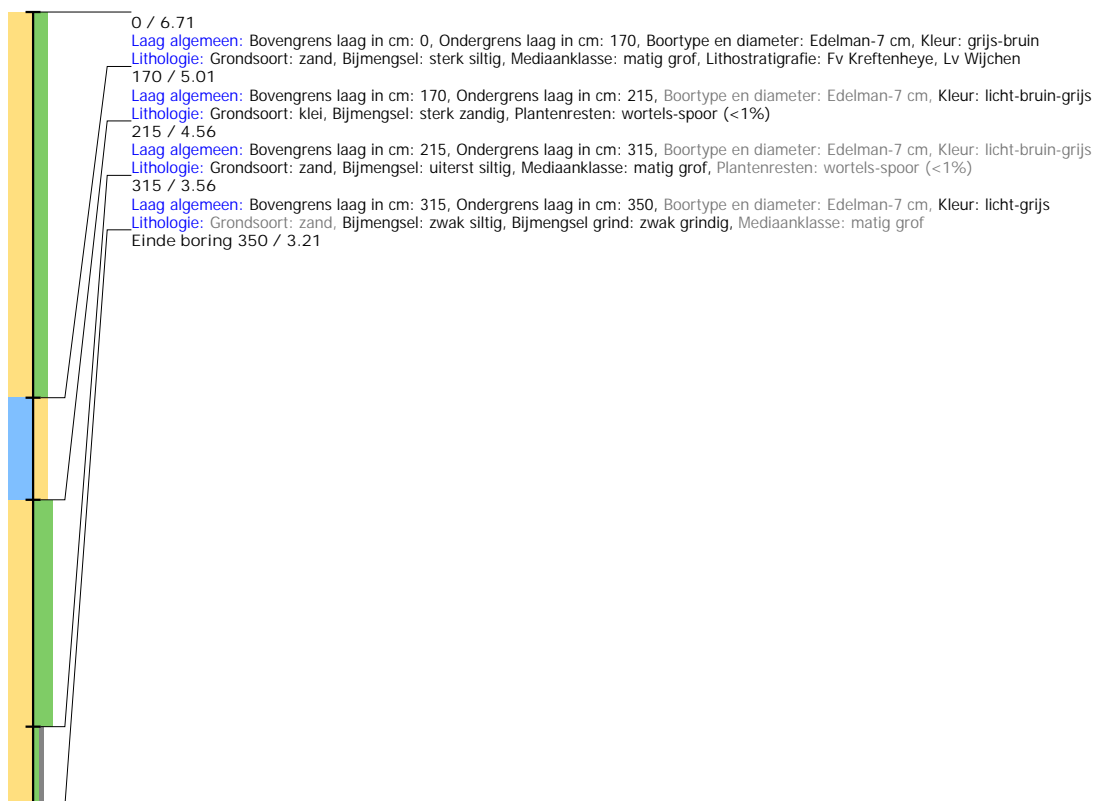 0 / 6.71
Laag algemeen: Bovengrens laag in cm: 0, Ondergrens laag in cm: 170, Boortype en diameter: Edelman-7 cm, Kleur: grijs-bruin
Lithologie: Grondsoort: zand, Bijmengsel: sterk siltig, Mediaanklasse: matig grof, Lithostratigrafie: Fv Kreftenheye, Lv Wijchen
170 / 5.01
Laag algemeen: Bovengrens laag in cm: 170, Ondergrens laag in cm: 215, Boortype en diameter: Edelman-7 cm, Kleur: licht-bruin-grijs
Lithologie: Grondsoort: klei, Bijmengsel: sterk zandig, Plantenresten: wortels-spoor (<1%)
215 / 4.56
Laag algemeen: Bovengrens laag in cm: 215, Ondergrens laag in cm: 315, Boortype en diameter: Edelman-7 cm, Kleur: licht-bruin-grijs
Lithologie: Grondsoort: zand, Bijmengsel: uiterst siltig, Mediaanklasse: matig grof, Plantenresten: wortels-spoor (<1%)
315 / 3.56
Laag algemeen: Bovengrens laag in cm: 315, Ondergrens laag in cm: 350, Boortype en diameter: Edelman-7 cm, Kleur: licht-grijs
Lithologie: Grondsoort: zand, Bijmengsel: zwak siltig, Bijmengsel grind: zwak grindig, Mediaanklasse: matig grof
Einde boring 350 / 3.21